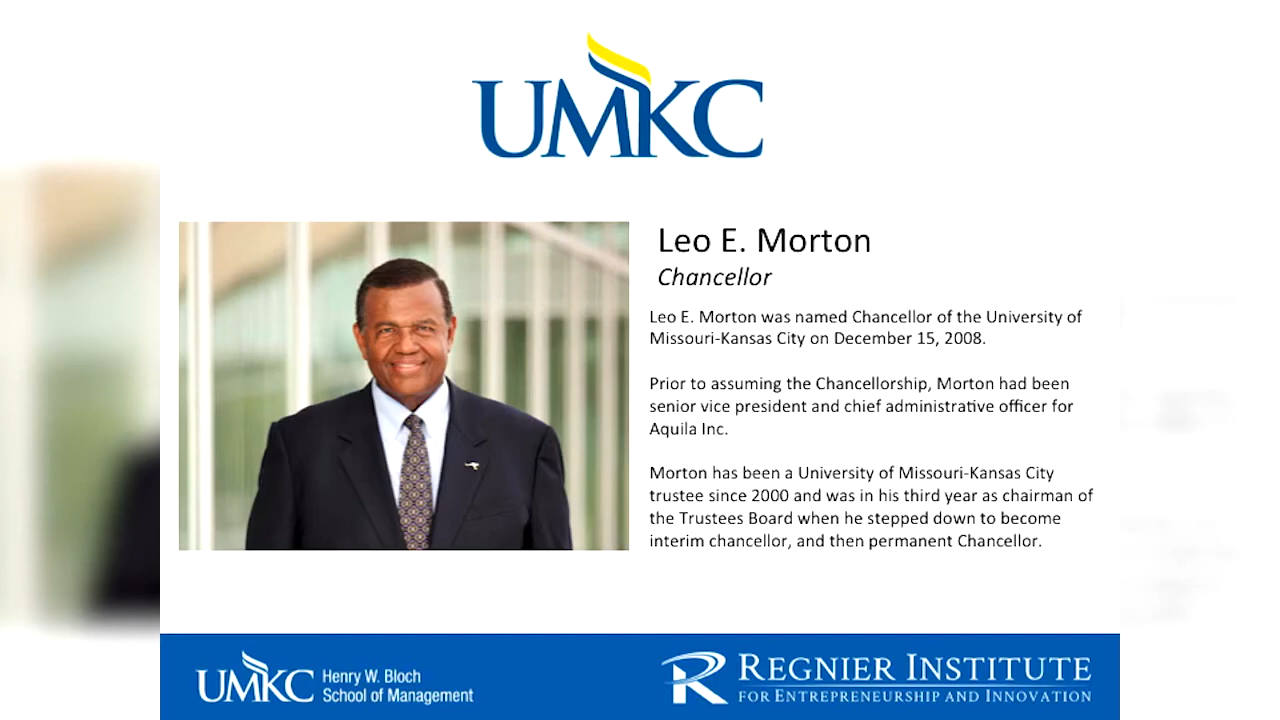 UMKC
Leo E. Morton
Chancellor
Leo E. Morton was named Chancellor of the University of
Missouri-Kansas City on December 15, 2008.
Prior to assuming the Chancellorship, Morton had been
senior vice president and chief administrative officer for
Aquila Inc.
Morton has been a University of Missouri-Kansas City
trustee since 2000 and was in his third year as chairman of
the Trustees Board when he stepped down to become
interim chancellor, and then permanent Chancellor.
UMKC
Henry W. Bloch
School of Management
REGNIER INSTITUTE
FOR ENTREPRENEURSHIP AND INNOVATION